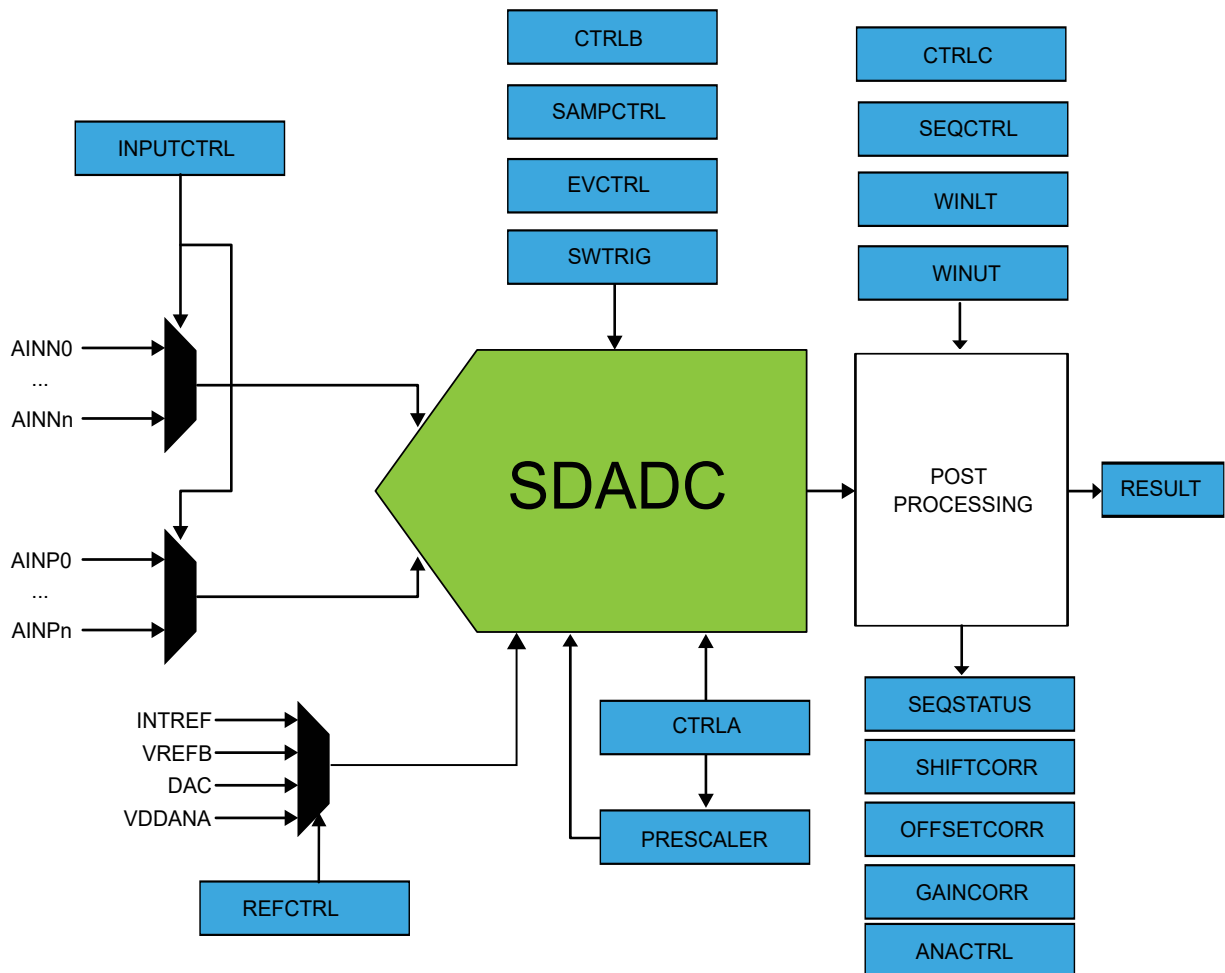 CTRLB
CTRLC
SAMPCTRL
SEQCTRL
INPUTCTRL
EVCTRL
WINLT
SWTRIG
WINUT
AINN0
...
AINNn
SDADC
POST
PROCESSING
RESULT
AINP0
...
AINPn
INTREF
VREFB
DAC
VDDANA
CTRLA
SEQSTATUS
SHIFTCORR
PRESCALER
OFFSETCORR
REFCTRL
GAINCORR
ANACTRL